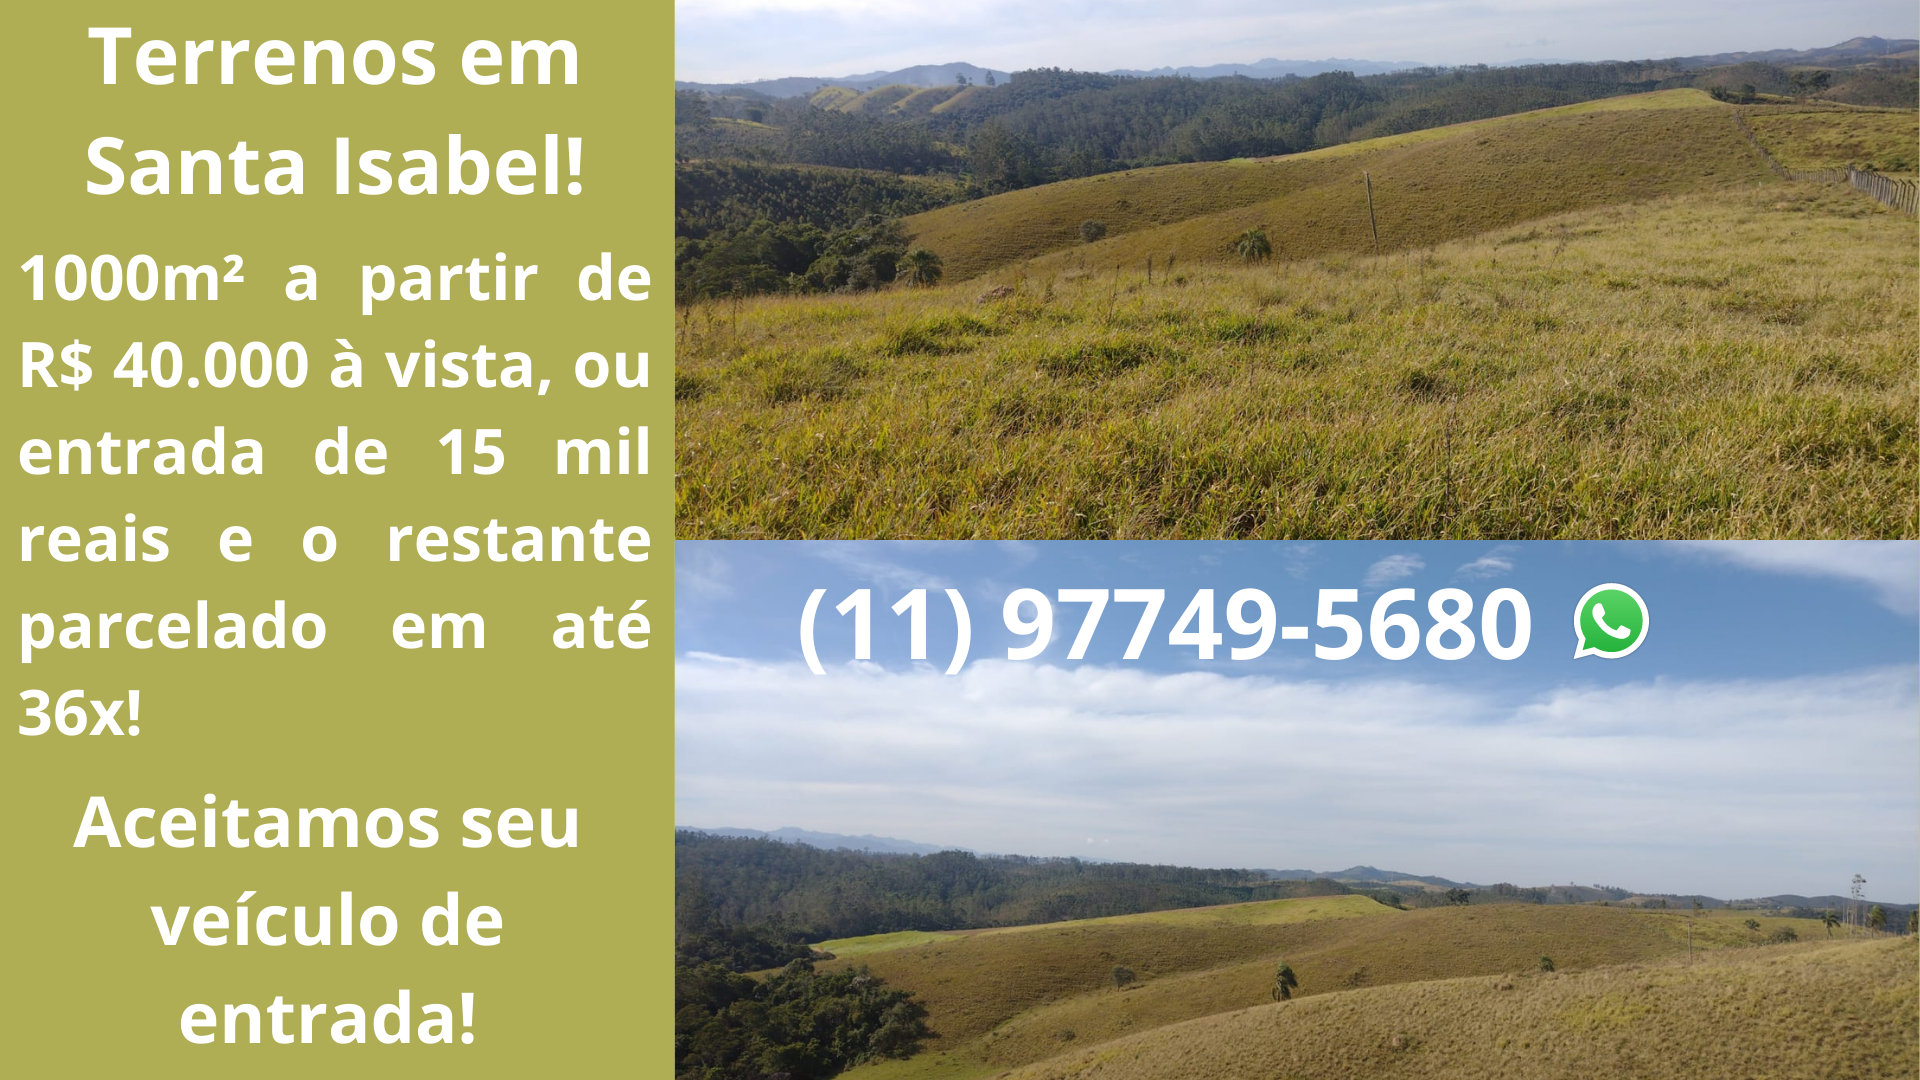 Terrenos em
Santa Isabel!
1000m² a partir de
R$ 40.000 à vista, ou
entrada de 15 mil
reais e o restante
parcelado em até
36x!
Aceitamos seu
veículo de
entrada!
(11) 97749-5680